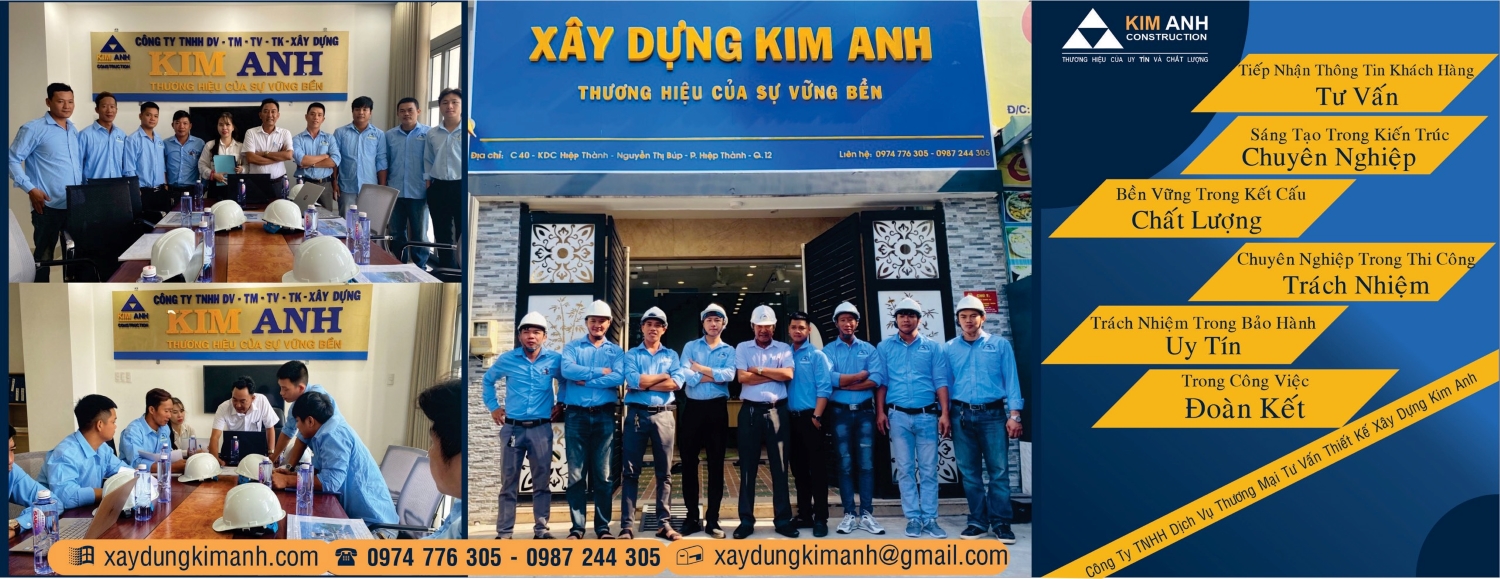 CÔNG TY TNHH DV - TM - TV - TK - XÂY DỰNG
KIM ANH
CONSTRUCTION
KIM ANH
THƯƠNG HIỆU CỦA SỰ VỮNG BỀN
CÔNG TY TNHH DV - TM - TV - TK - XÂY DỰNG
KIM ANH
CONSTRUCTION
KIM ANH
THƯƠNG HIỆU CỦA SỰ VỮNG BỀN
XÂY DỰNG KIM ANH
THƯƠNG HIỆU CỦA SỰ VỮNG BỀN
Địa chỉ: C40 - KDC Hiệp Thành - Nguyễn Thị Búp - P. Hiệp Thành - Q. 12
Liên hệ: 0974 776 305 - 0987 244 305
Đ/C:
KIM ANH
CONSTRUCTION
THƯƠNG HIỆU CỦA UY TÍN VÀ CHẤT LƯỢNG
Tiếp Nhận Thông Tin Khách Hàng
Tư Vấn
Sáng Tạo Trong Kiến Trúc
Chuyên Nghiệp
Bền Vững Trong Kết Cấu
Chất Lượng
Chuyên Nghiệp Trong Thi Công
Trách Nhiệm
Trách Nhiệm Trong Bảo Hành
Uy Tín
Trong Công Việc
Đoàn Kết
Công Ty TNHH Dịch Vụ Thương Mại Tư Vấn Thiết Kế Xây Dựng Kim Anh
xaydungkimanh.com
0974 776 305 - 0987 244 305
xaydungkimanh@gmail.com